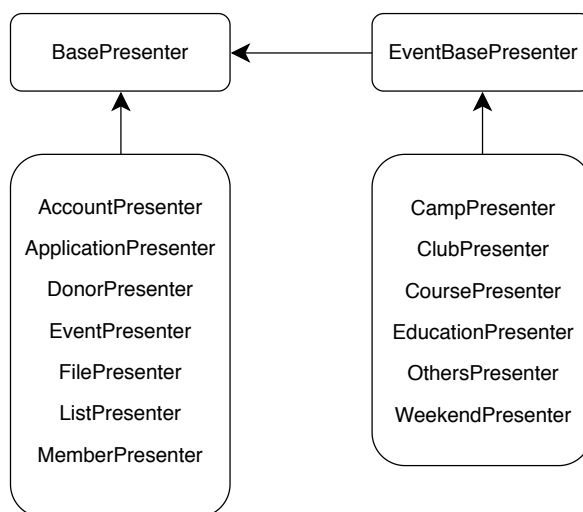 BasePresenter
EventBasePresenter
AccountPresenter
ApplicationPresenter
DonorPresenter
EventPresenter
FilePresenter
ListPresenter
MemberPresenter
CampPresenter
ClubPresenter
CoursePresenter
EducationPresenter
OthersPresenter
WeekendPresenter